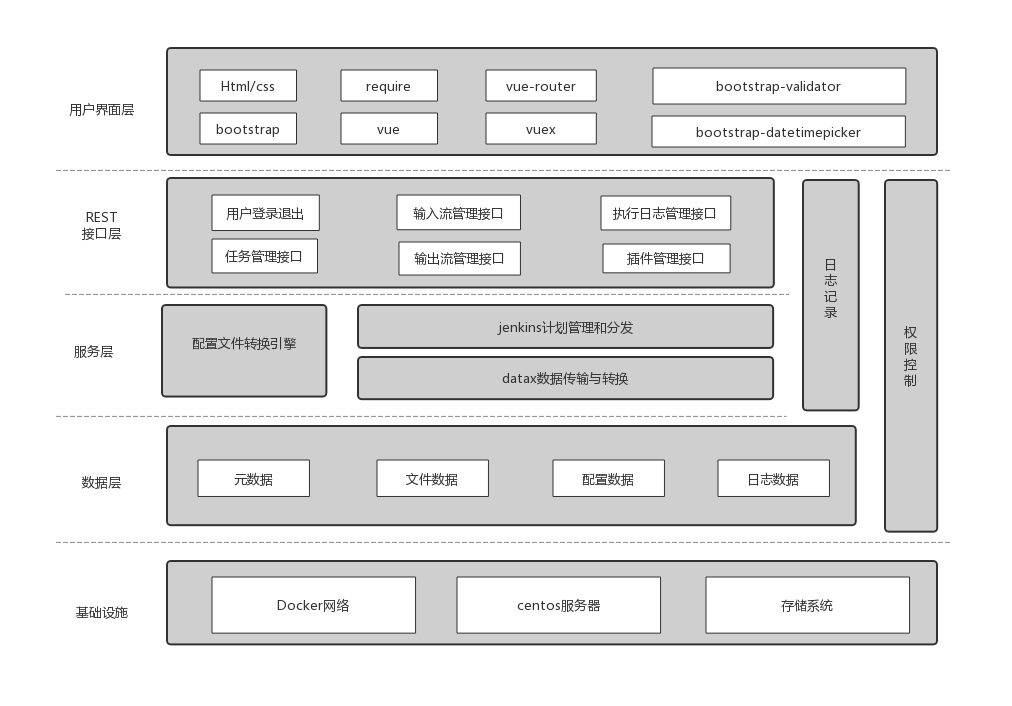 用户界面层
Html/css
require
vue-router
bootstrap-validator
bootstrap
vue
vuex
bootstrap-datetimepicker
REST
接口层
用户登录退出
输入流管理接口
执行日志管理接口
任务管理接口
输出流管理接口
插件管理接口
日
志
记
录
权
限
控
制
服务层
配置文件转换引擎
jenkins计划管理和分发
datax数据传输与转换
数据层
元数据
文件数据
配置数据
日志数据
基础设施
Docker网络
centos服务器
存储系统